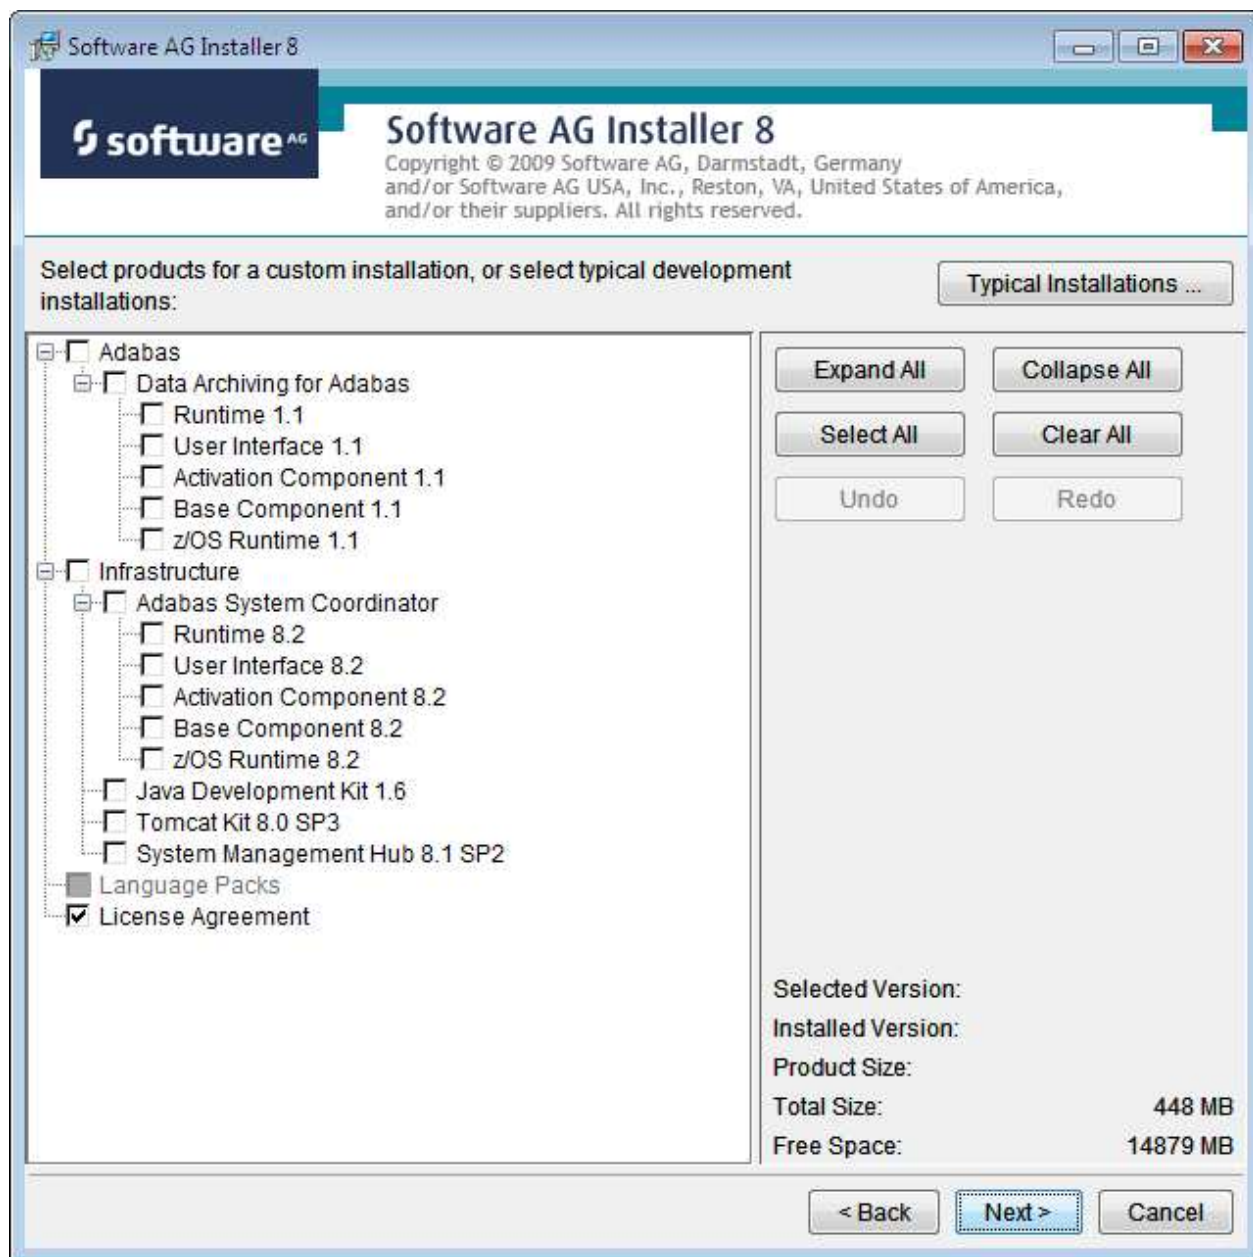 Software AG Installer 8
software AG
Software AG Installer 8
Copyright © 2009 Software AG, Darmstadt, Germany
and/or Software AG USA, Inc., Reston, VA, United States of America,
and/or their suppliers. All rights reserved.
Select products for a custom installation, or select typical development
installations:
Typical Installations ...
Adabas
Data Archiving for Adabas
Runtime 1.1
User Interface 1.1
Activation Component 1.1
Base Component 1.1
z/OS Runtime 1.1
Infrastructure
Adabas System Coordinator
Runtime 8.2
User Interface 8.2
Activation Component 8.2
Base Component 8.2
z/OS Runtime 8.2
Java Development Kit 1.6
Tomcat Kit 8.0 SP3
System Management Hub 8.1 SP2
Language Packs
License Agreement
Expand All
Collapse All
Select All
Clear All
Undo
Redo
Selected Version:
Installed Version:
Product Size:
Total Size: 448 MB
Free Space: 14879 MB
< Back
Next >
Cancel